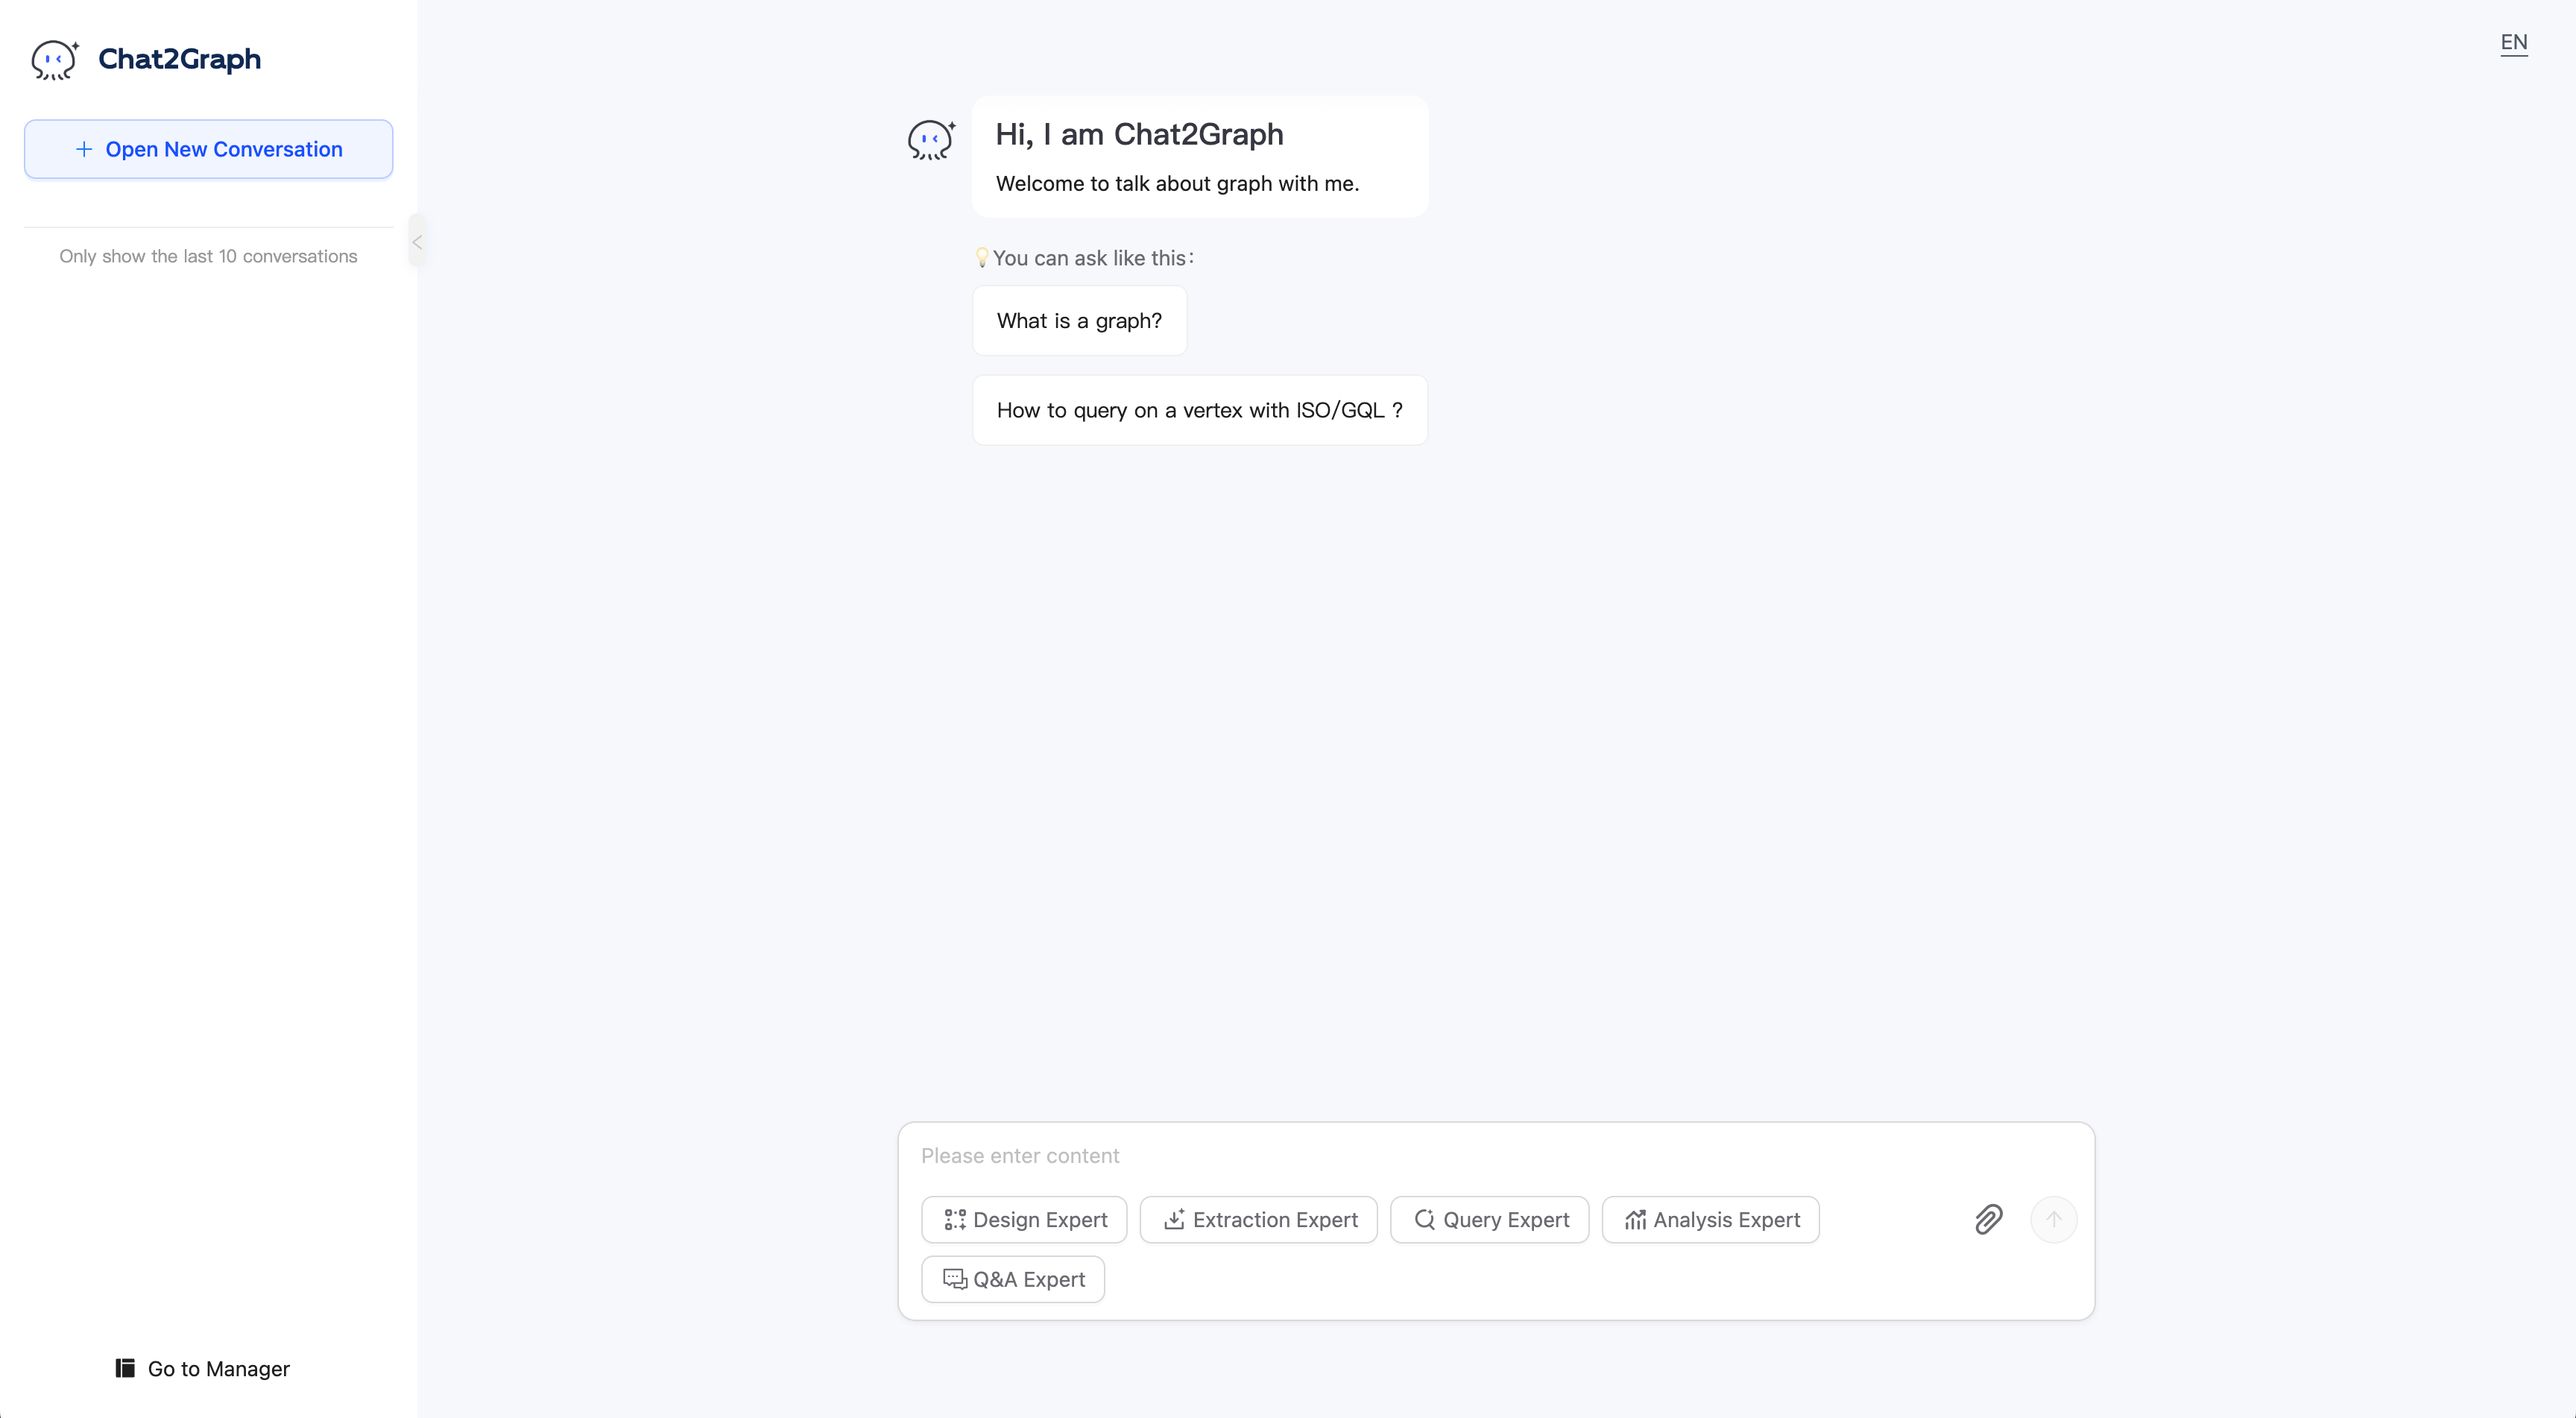 Chat2Graph
+ Open New Conversation
Only show the last 10 conversations
Go to Manager
EN
Hi, I am Chat2Graph
Welcome to talk about graph with me.
💡You can ask like this：
What is a graph?
How to query on a vertex with ISO/GQL ?
Please enter content
Design Expert Extraction Expert Query Expert Analysis Expert
Q&A Expert